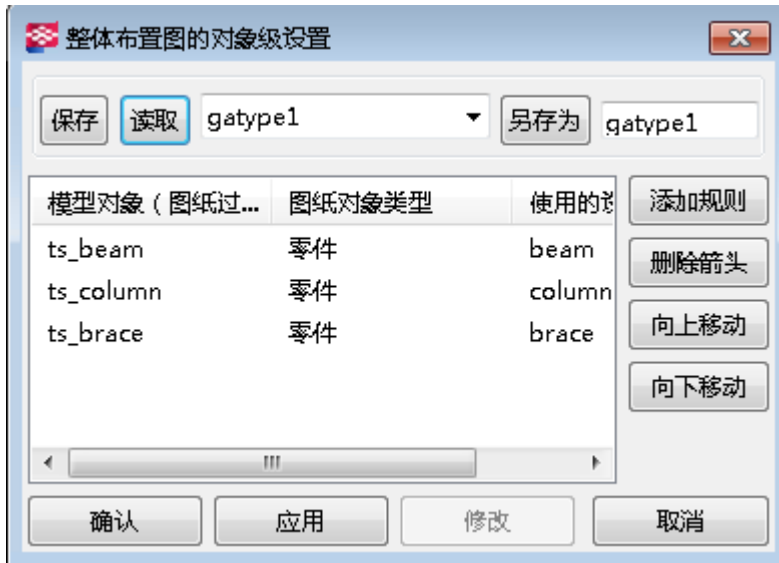 整体布置图的对象级设置
保存 读取 gatype1 另存为 gatype1
模型对象（图纸过... 图纸对象类型 使用的 添加规则
ts_beam 零件 beam 删除箭头
ts_column 零件 column
ts_brace 零件 brace 向上移动
向下移动
确认 应用 修改 取消